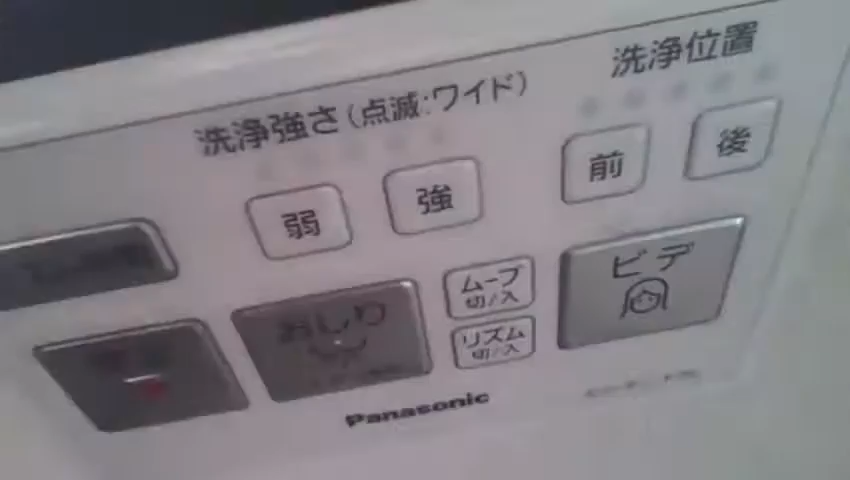 洗浄強さ(点滅:ワイド)
洗浄位置
弱
強
前
後
おしり
ムーブ
切/入
リズム
切/入
ビデ
Panasonic